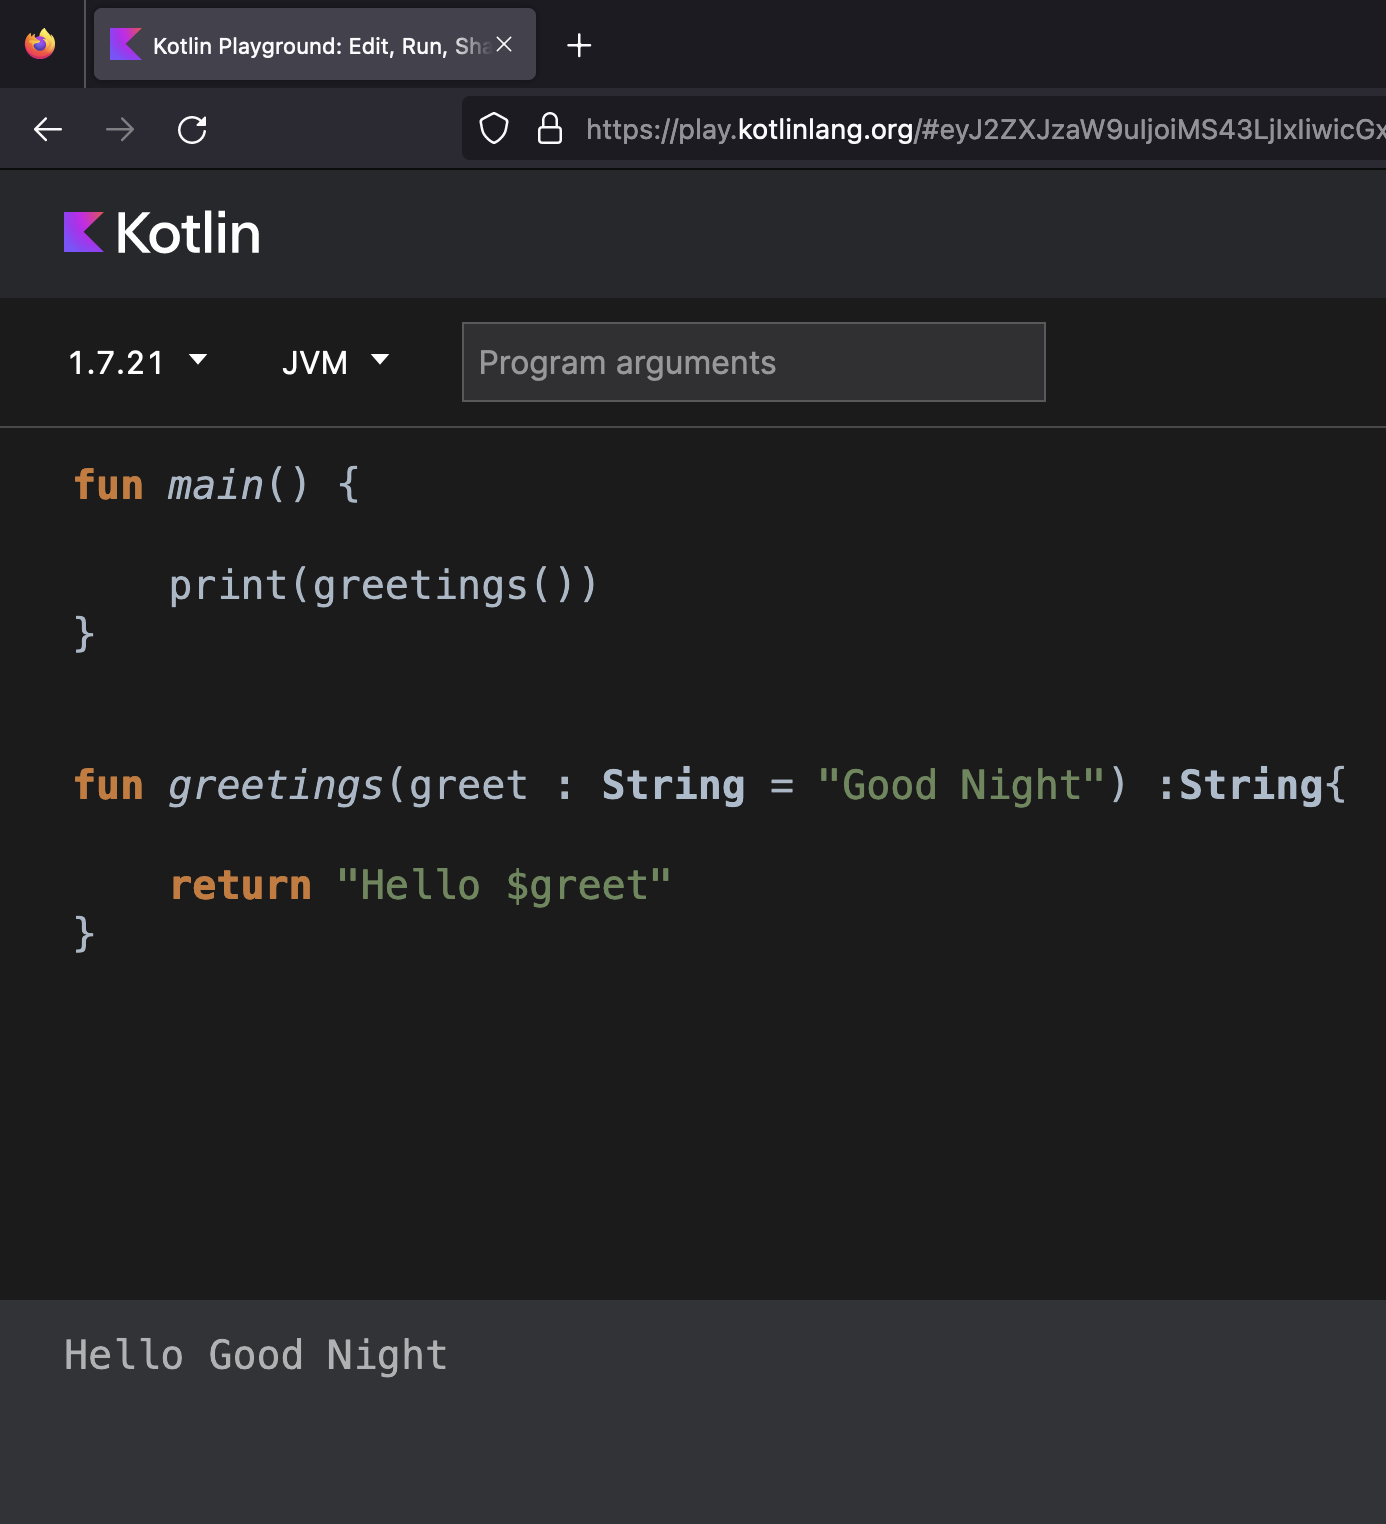 Kotlin Playground: Edit, Run, Sha
https://play.kotlinlang.org/#eyJ2ZXJzaW9uIjoiMS43LjIxIiwicGx
Kotlin
1.7.21 JVM Program arguments
fun main() {
print(greetings())
}
fun greetings(greet : String = "Good Night") :String{
return "Hello $greet"
}
Hello Good Night